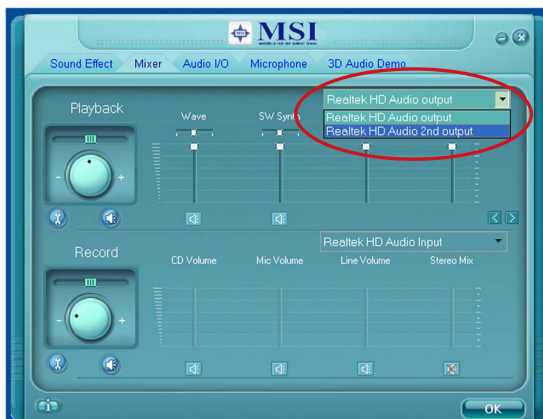 MSI
Sound Effect Mixer Audio I/O Microphone 3D Audio Demo
Playback
Realtek HD Audio output
Wave SW Synth
Realtek HD Audio output
Realtek HD Audio 2nd output
- +
Record
Realtek HD Audio Input
CD Volume Mic Volume Line Volume Stereo Mix
- +
OK